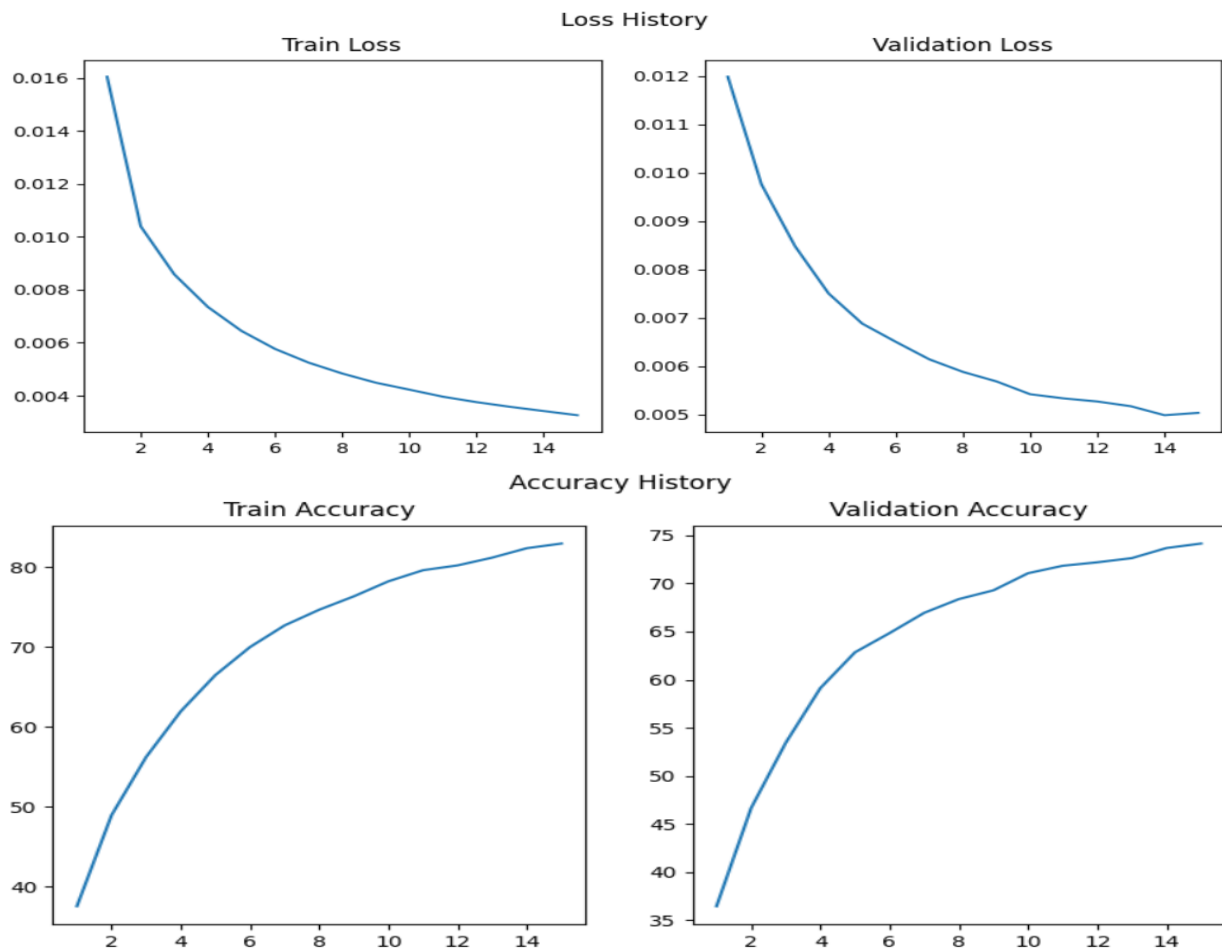 Loss History
Train Loss
Validation Loss
0.016
0.014
0.012
0.010
0.008
0.006
0.004
2 4 6 8 10 12 14
0.012
0.011
0.010
0.009
0.008
0.007
0.006
0.005
2 4 6 8 10 12 14
Accuracy History
Train Accuracy
Validation Accuracy
80
70
60
50
40
2 4 6 8 10 12 14
75
70
65
60
55
50
45
40
35
2 4 6 8 10 12 14